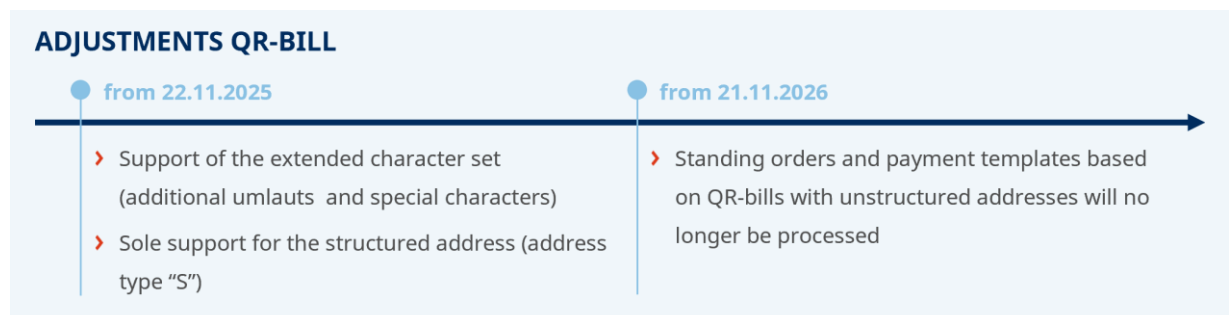 ADJUSTMENTS QR-BILL
from 22.11.2025
Support of the extended character set
(additional umlauts  and special characters)
Sole support for the structured address (address
type “S”)
from 21.11.2026
Standing orders and payment templates based
on QR-bills with unstructured addresses will no
longer be processed